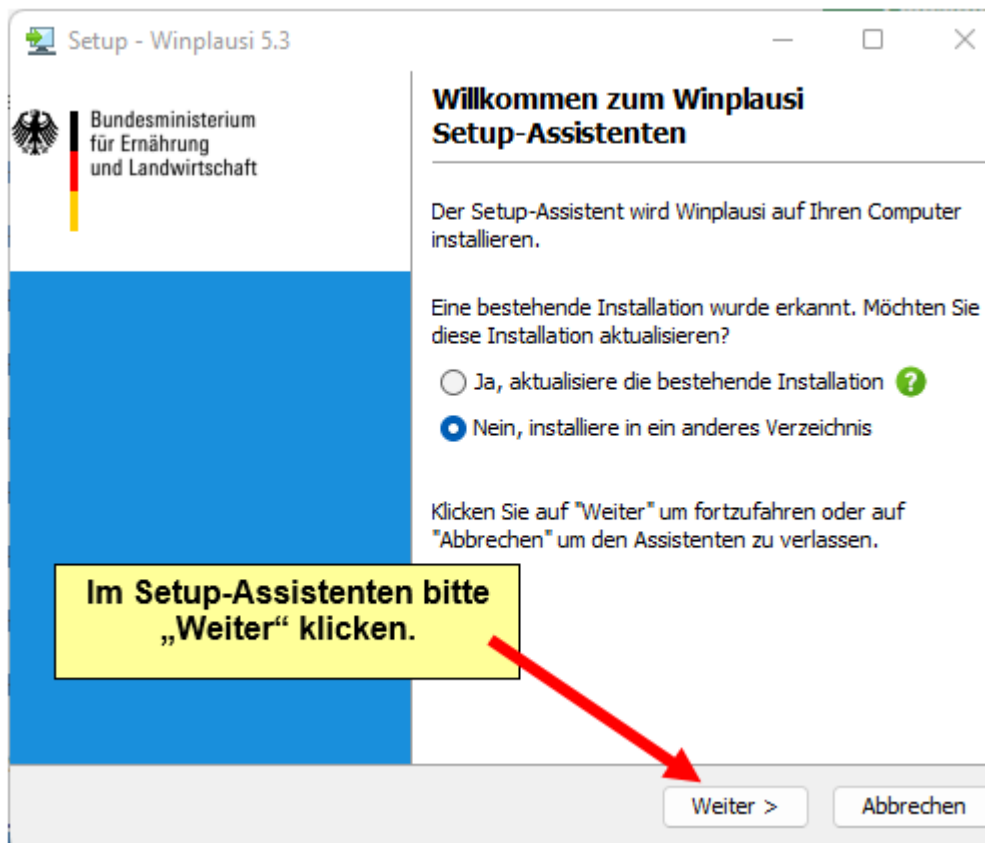 Setup - Winplausi 5.3
Bundesministerium
für Ernährung
und Landwirtschaft
Willkommen zum Winplausi
Setup-Assistenten
Der Setup-Assistent wird Winplausi auf Ihren Computer
installieren.
Eine bestehende Installation wurde erkannt. Möchten Sie
diese Installation aktualisieren?
Ja, aktualisiere die bestehende Installation ?
Nein, installiere in ein anderes Verzeichnis
Klicken Sie auf "Weiter" um fortzufahren oder auf
"Abbrechen" um den Assistenten zu verlassen.
Im Setup-Assistenten bitte
„Weiter“ klicken.
Weiter >
Abbrechen